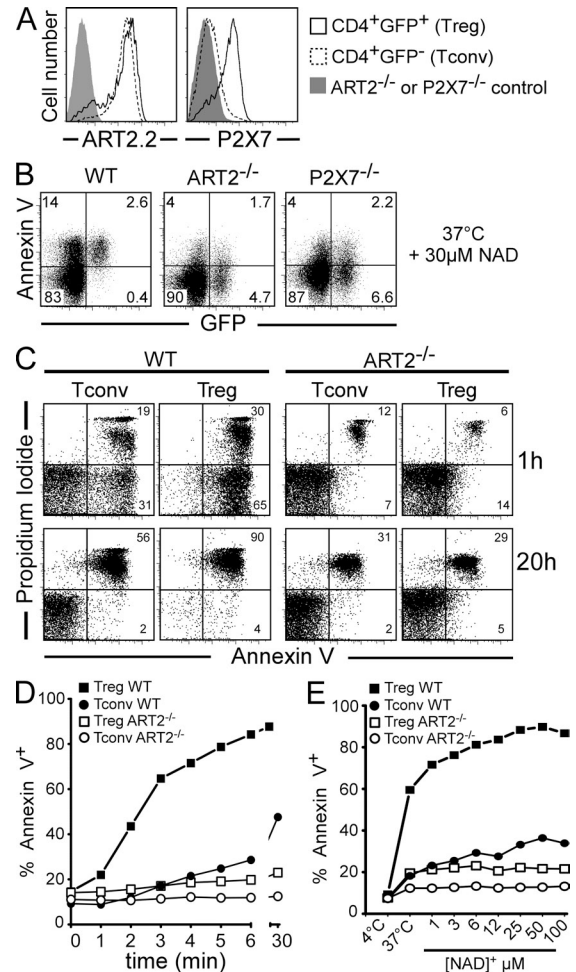 A
Cell number
ART2.2
P2X7
CD4+GFP+ (Treg)
CD4+GFP- (Tconv)
ART2-/- or P2X7-/- control
B
WT
ART2-/-
P2X7-/-
Annexin V
14 2.6
83 0.4
4 1.7
90 4.7
4 2.2
87 6.6
37°C
+ 30µM NAD
GFP
C
WT
ART2-/-
Tconv
Treg
Tconv
Treg
Propidium Iodide
19
31
30
65
12
7
6
14
1h
56
2
90
4
31
2
29
5
20h
Annexin V
D
Treg WT
Tconv WT
Treg ART2-/-
Tconv ART2-/-
% Annexin V+
100
80
60
40
20
0
0 1 2 3 4 5 6 30
time (min)
E
Treg WT
Tconv WT
Treg ART2-/-
Tconv ART2-/-
% Annexin V+
100
80
60
40
20
0
4°C 37°C 1 3 6 12 25 50 100
[NAD]+ µM